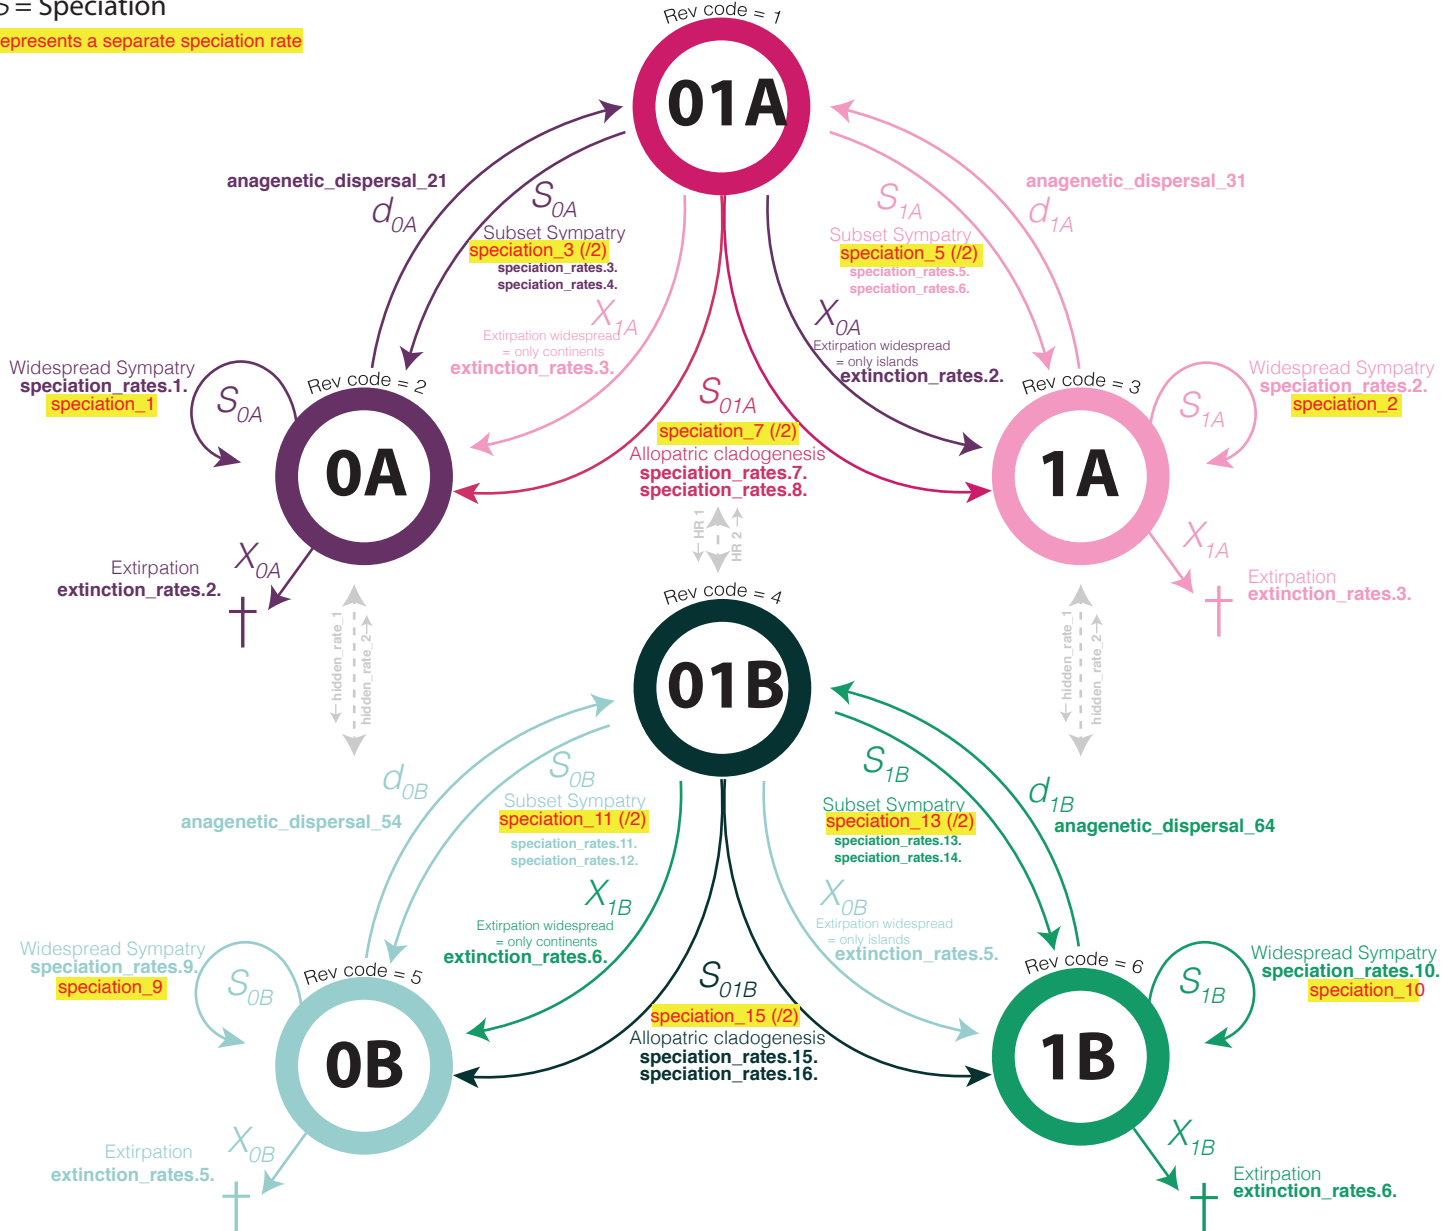 S = Speciation
epresents a separate speciation rate
Rev code = 1
01A
anagenetic_dispersal_21
d0A
S0A
Subset Sympatry
speciation_3 (/2)
speciation_rates.3.
speciation_rates.4.
S1A
Subset Sympatry
speciation_5 (/2)
speciation_rates.5.
speciation_rates.6.
anagenetic_dispersal_31
d1A
X1A
Extirpation widespread
= only continents
extinction_rates.3.
X0A
Extirpation widespread
= only islands
extinction_rates.2.
Widespread Sympatry
speciation_rates.1.
speciation_1
S0A
Rev code = 2
0A
S01A
speciation_7 (/2)
Allopatric cladogenesis
speciation_rates.7.
speciation_rates.8.
Rev code = 3
1A
S1A
Widespread Sympatry
speciation_rates.2.
speciation_2
Extirpation
extinction_rates.2.
X0A
HR 1
HR 2
X1A
Extirpation
extinction_rates.3.
hidden_rate_1
hidden_rate_2
hidden_rate_1
hidden_rate_2
Rev code = 4
01B
d0B
anagenetic_dispersal_54
S0B
Subset Sympatry
speciation_11 (/2)
speciation_rates.11.
speciation_rates.12.
S1B
Subset Sympatry
speciation_13 (/2)
speciation_rates.13.
speciation_rates.14.
d1B
anagenetic_dispersal_64
X1B
Extirpation widespread
= only continents
extinction_rates.6.
X0B
Extirpation widespread
= only islands
extinction_rates.5.
Widespread Sympatry
speciation_rates.9.
speciation_9
S0B
Rev code = 5
0B
S01B
speciation_15 (/2)
Allopatric cladogenesis
speciation_rates.15.
speciation_rates.16.
Rev code = 6
1B
S1B
Widespread Sympatry
speciation_rates.10.
speciation_10
Extirpation
extinction_rates.5.
X0B
X1B
Extirpation
extinction_rates.6.